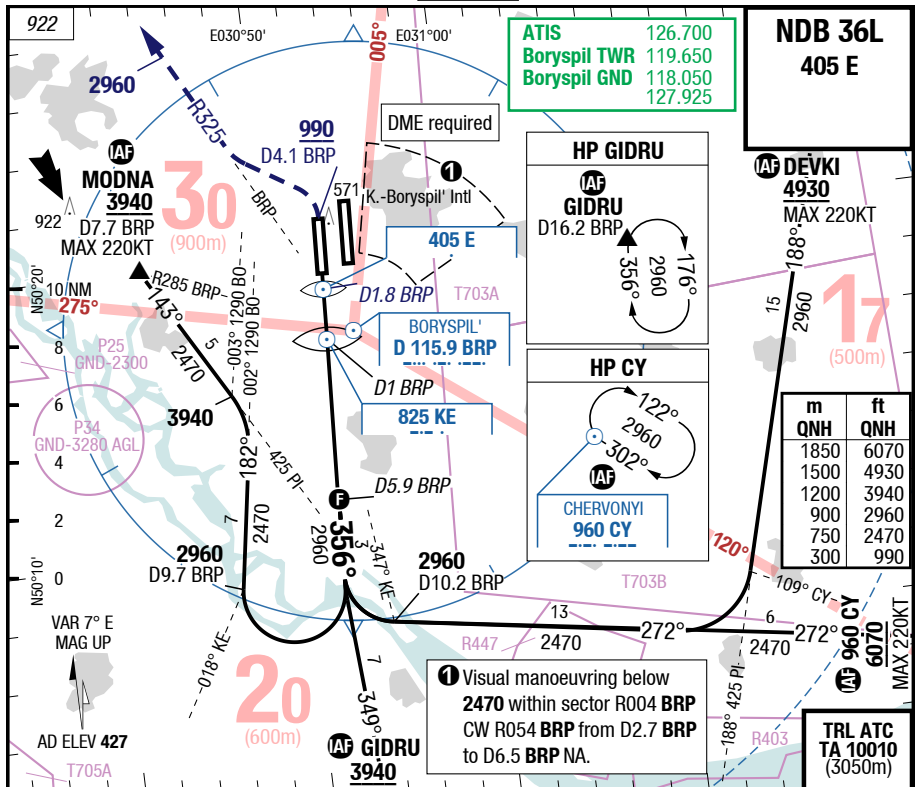 922
E030°50'
E031°00'
005°
ATIS 126.700
Boryspil TWR 119.650
Boryspil GND 118.050
127.925
NDB 36L
405 E
2960
R325
990
D4.1 BRP
DME required
IAF
MODNA
3940
D7.7 BRP
MAX 220KT
922
30
(900m)
BRP
571
1
K.-Boryspil' Intl
405 E
HP GIDRU
IAF
GIDRU
D16.2 BRP
356°
2960
176°
IAF DEVKI
4930
MAX 220KT
188°
15
2960
N50°20'
10 NM
275°
R285 BRP
143°
5
2470
003° 1290 BO
002° 1290 BO
D1.8 BRP
T703A
BORYSPIL'
D 115.9 BRP
D1 BRP
825 KE
17
(500m)
P25
GND-2300
8
6
4
2
0
P34
GND-3280 AGL
3940
182°
425 PI
7
2470
HP CY
122°
2960
302°
IAF
CHERVONYI
960 CY
m ft
QNH QNH
1850 6070
1500 4930
1200 3940
900 2960
750 2470
300 990
F
D5.9 BRP
356°
2960
3
347° KE
2960
D9.7 BRP
2960
D10.2 BRP
120°
T703B
109° CY
N50°10'
13
2470
272°
6
2470
272°
IAF 960 CY
6070
MAX 220KT
R447
VAR 7° E
MAG UP
018° KE
20
(600m)
7
349°
IAF GIDRU
3940
AD ELEV 427
T705A
1 Visual manoeuvring below
2470 within sector R004 BRP
CW R054 BRP from D2.7 BRP
to D6.5 BRP NA.
188° 425 PI
R403
TRL ATC
TA 10010
(3050m)